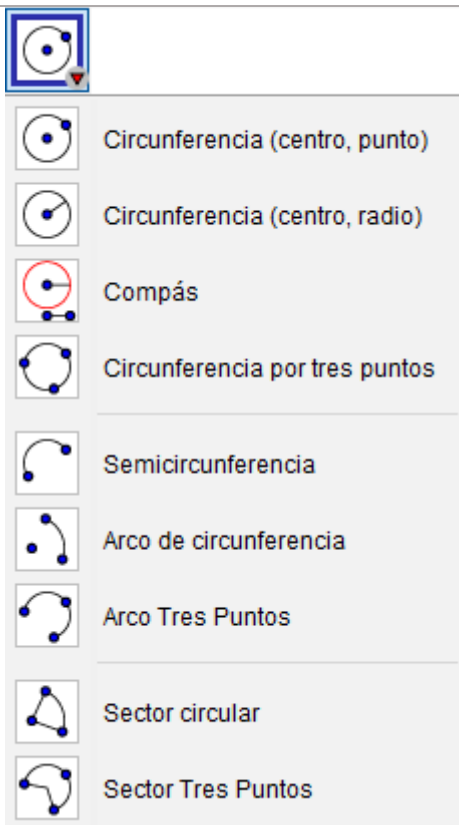 Circunferencia (centro, punto)
Circunferencia (centro, radio)
Compás
Circunferencia por tres puntos
Semicircunferencia
Arco de circunferencia
Arco Tres Puntos
Sector circular
Sector Tres Puntos